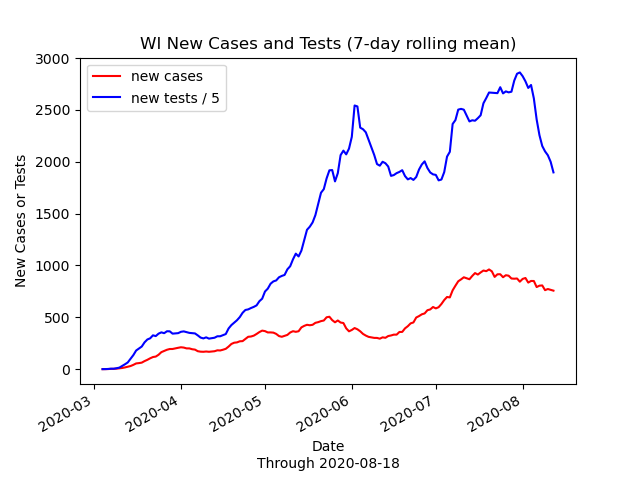 WI New Cases and Tests (7-day rolling mean)
new cases
new tests / 5
New Cases or Tests
3000
2500
2000
1500
1000
500
0
2020-03
2020-04
2020-05
2020-06
2020-07
2020-08
Date
Through 2020-08-18